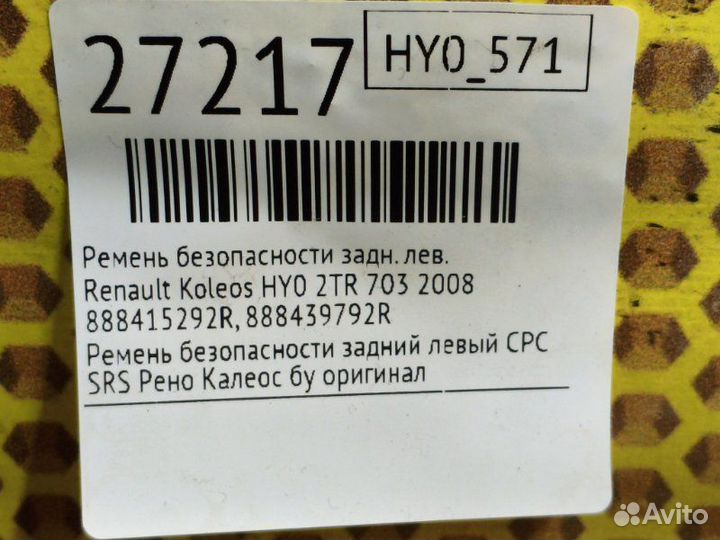 27217
HY0_571
Ремень безопасности задн. лев.
Renault Koleos HY0 2TR 703 2008
888415292R, 888439792R
Ремень безопасности задний левый СРС
SRS Рено Калеос бу оригинал
Avito